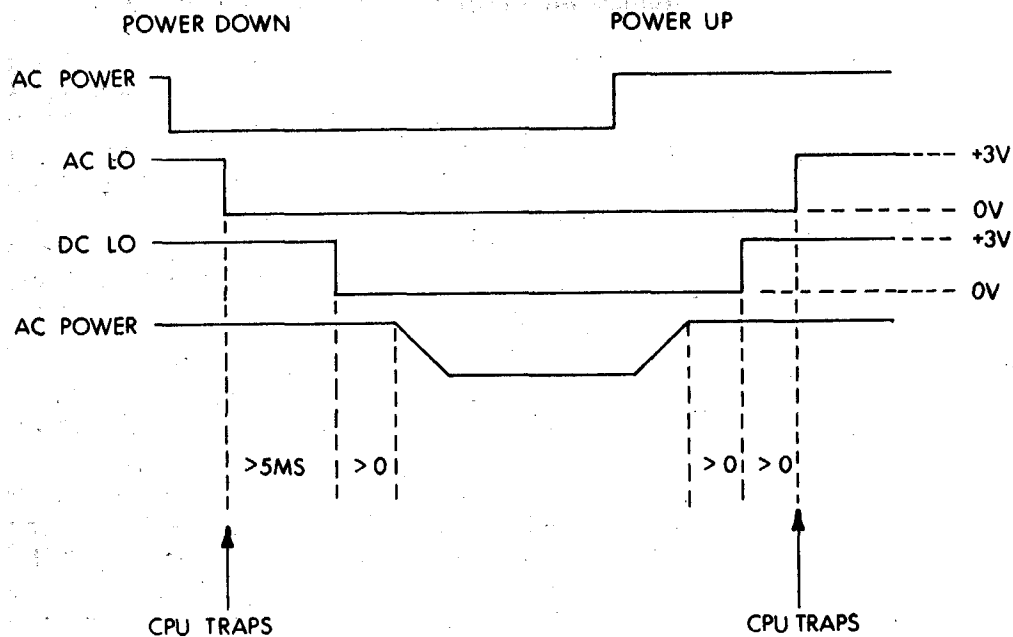 POWER DOWN POWER UP
AC POWER
AC LO +3V
0V
DC LO +3V
0V
AC POWER
>5MS >0 >0 >0
CPU TRAPS CPU TRAPS